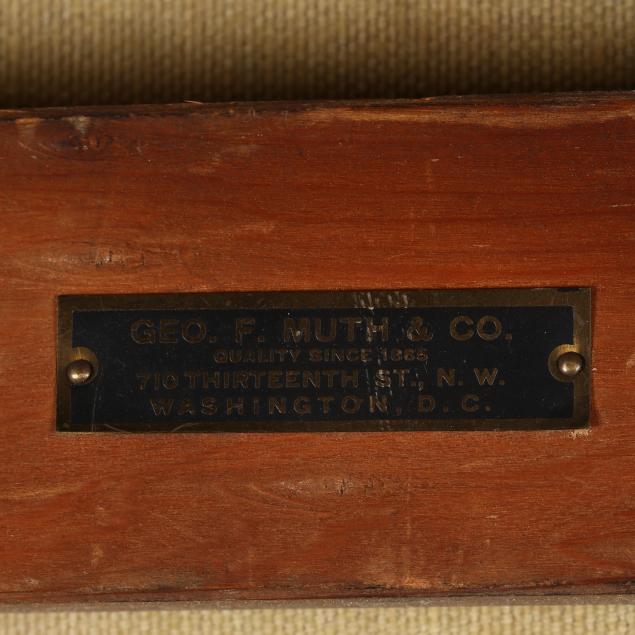 GEO. F. MUTH & CO.
QUALITY SINCE 1865
710 THIRTEENTH ST., N. W.
WASHINGTON, D. C.